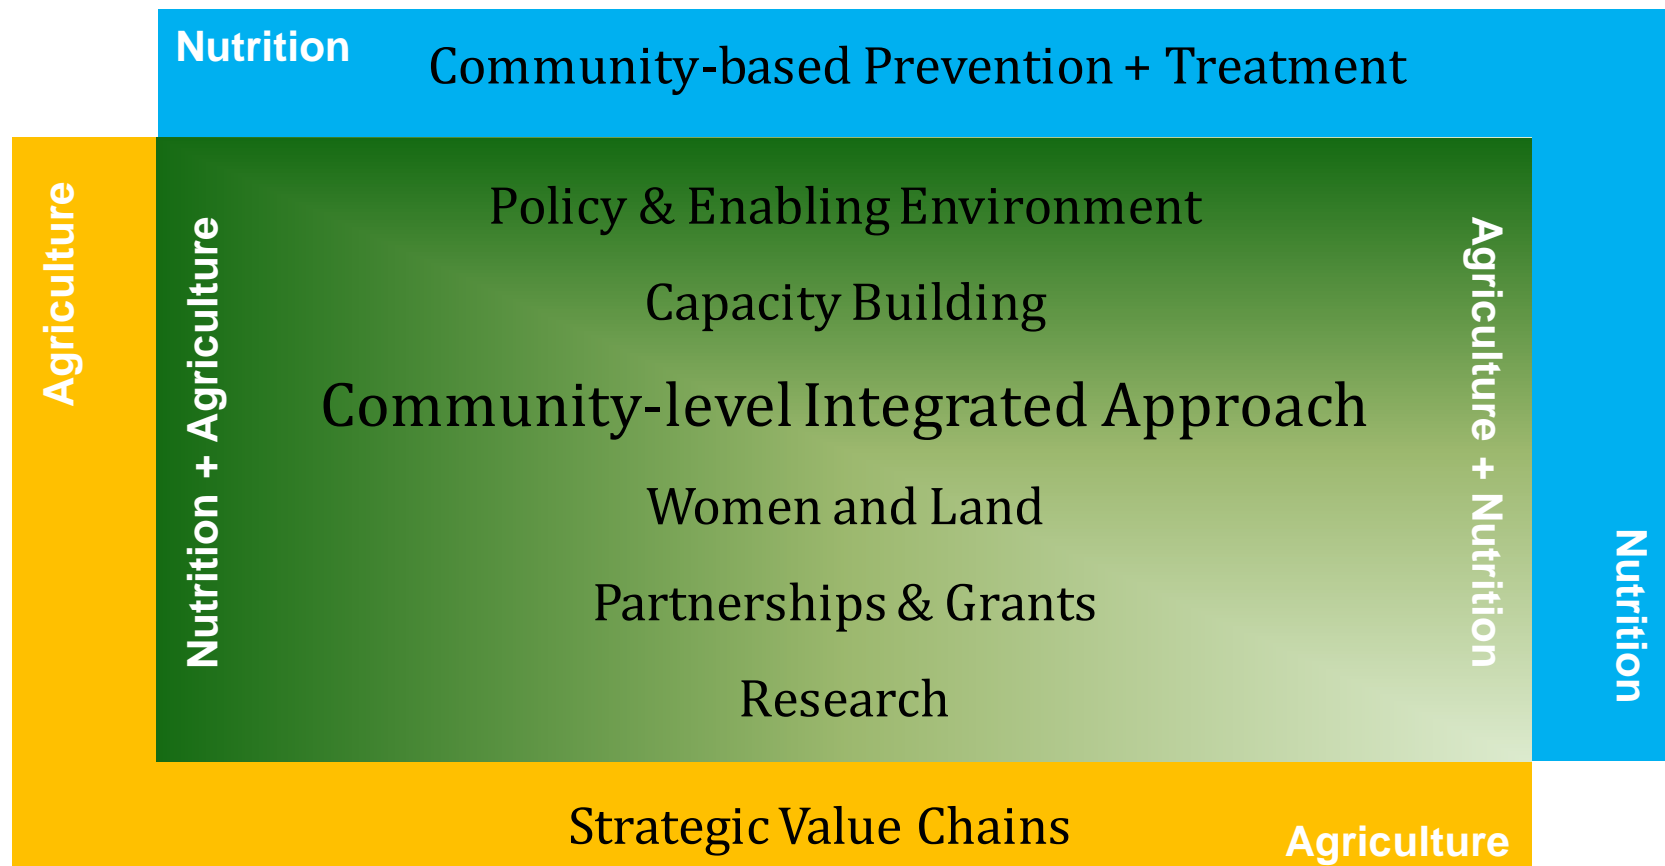 Nutrition
Community-based Prevention + Treatment
Agriculture
Nutrition + Agriculture
Policy & Enabling Environment
Capacity Building
Community-level Integrated Approach
Women and Land
Partnerships & Grants
Research
Agriculture + Nutrition
Nutrition
Strategic Value Chains
Agriculture